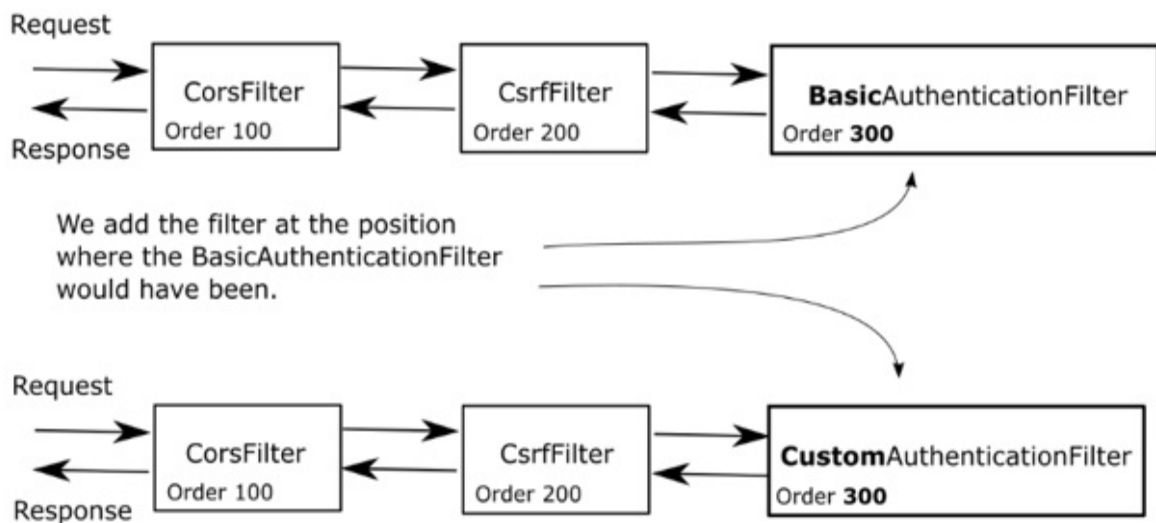 Request
CorsFilter
Order 100
CsrfFilter
Order 200
BasicAuthenticationFilter
Order 300
Response
We add the filter at the position
where the BasicAuthenticationFilter
would have been.
Request
CorsFilter
Order 100
CsrfFilter
Order 200
CustomAuthenticationFilter
Order 300
Response